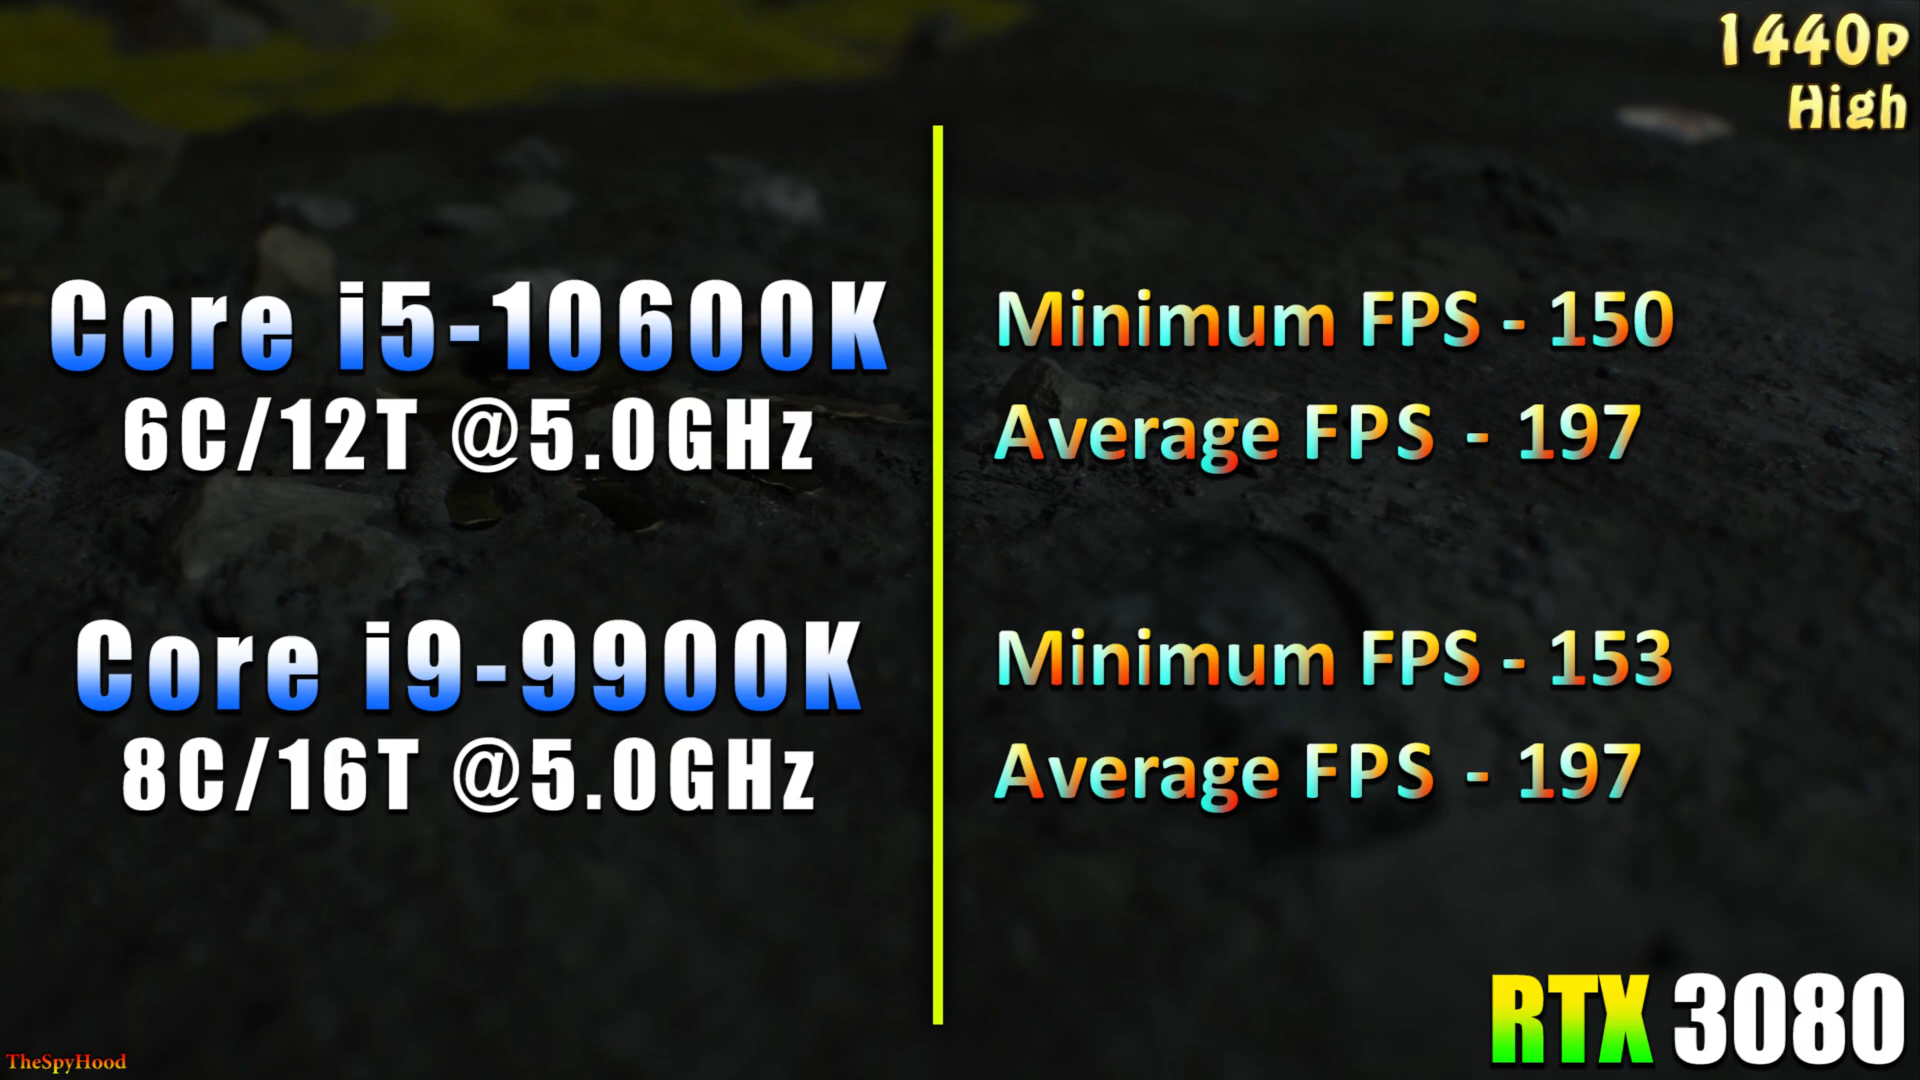 1440p
High
Core i5-10600K
6C/12T @5.0GHz
Minimum FPS - 150
Average FPS - 197
Core i9-9900K
8C/16T @5.0GHz
Minimum FPS - 153
Average FPS - 197
RTX 3080
TheSpyHood